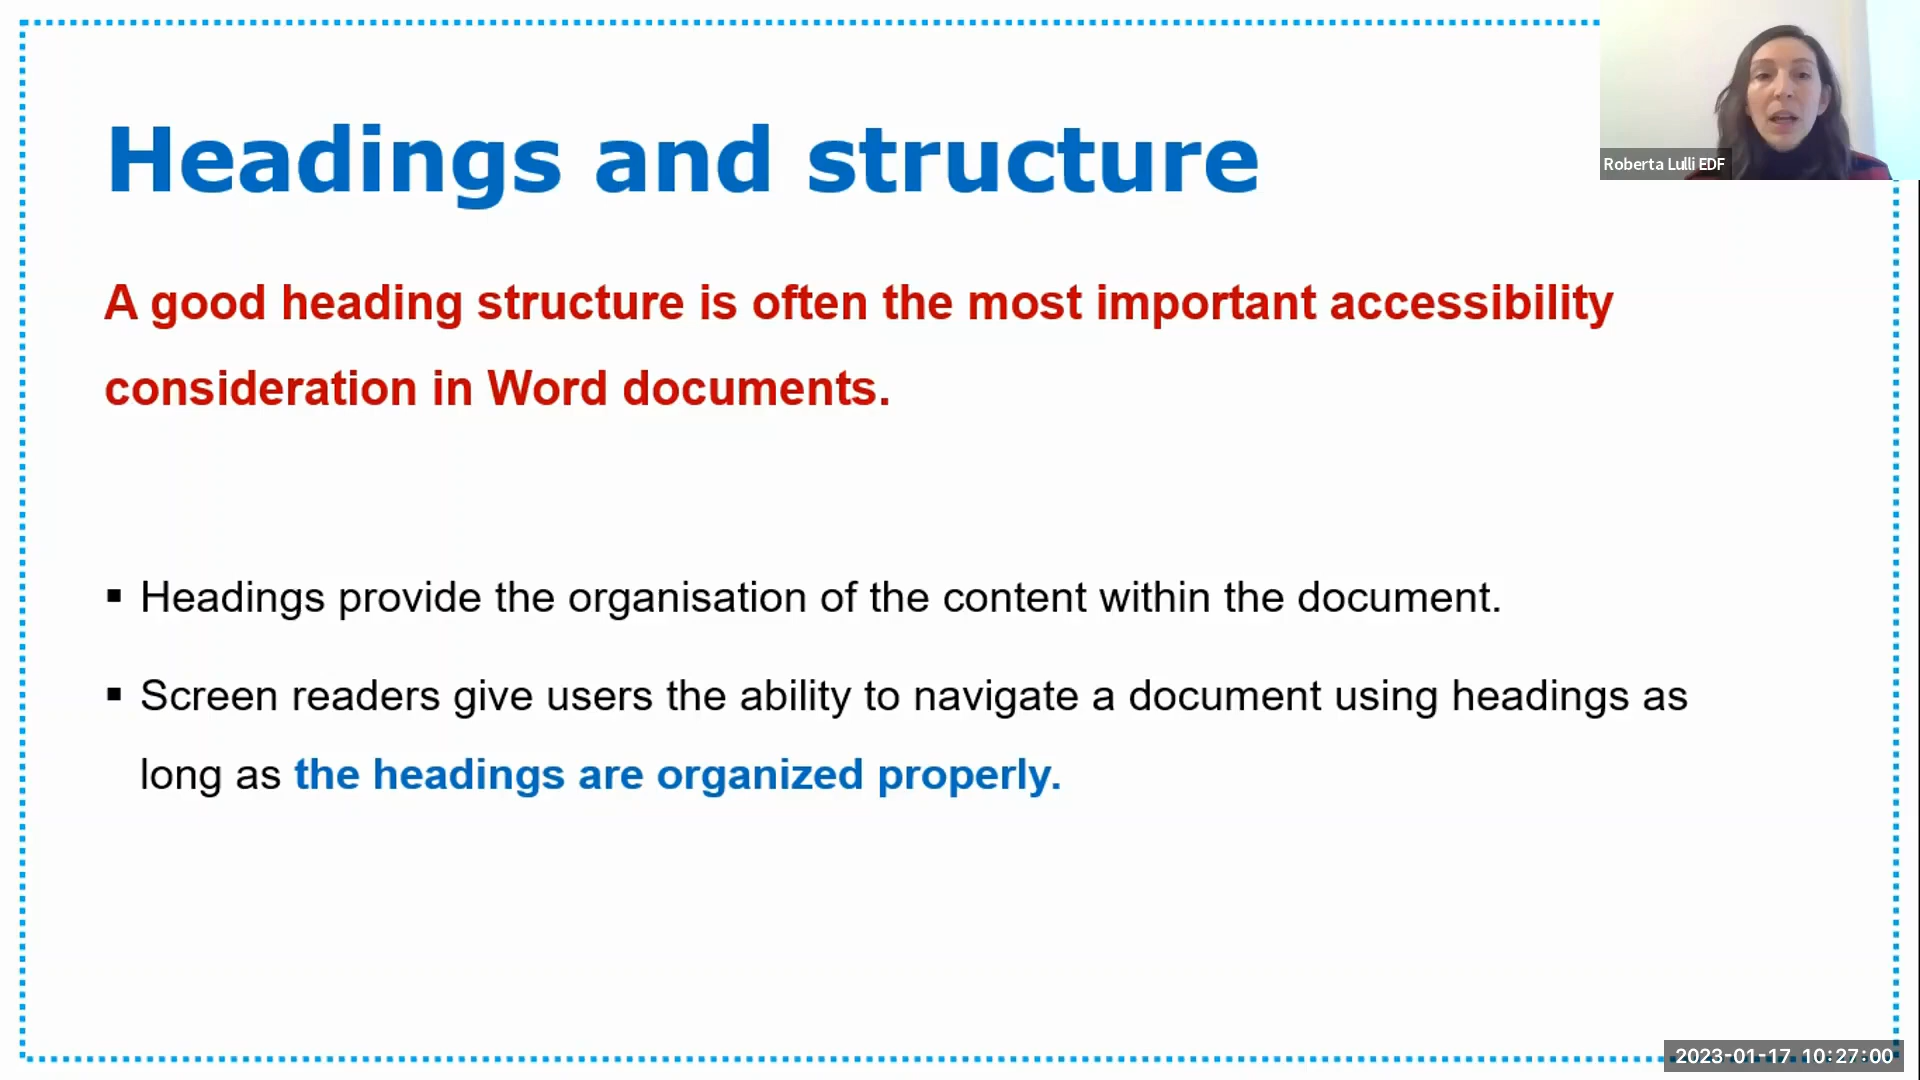 Headings and structure
Roberta Lulli EDF
A good heading structure is often the most important accessibility
consideration in Word documents.
▪ Headings provide the organisation of the content within the document.
▪ Screen readers give users the ability to navigate a document using headings as
long as the headings are organized properly.
2023-01-17 10:27:00